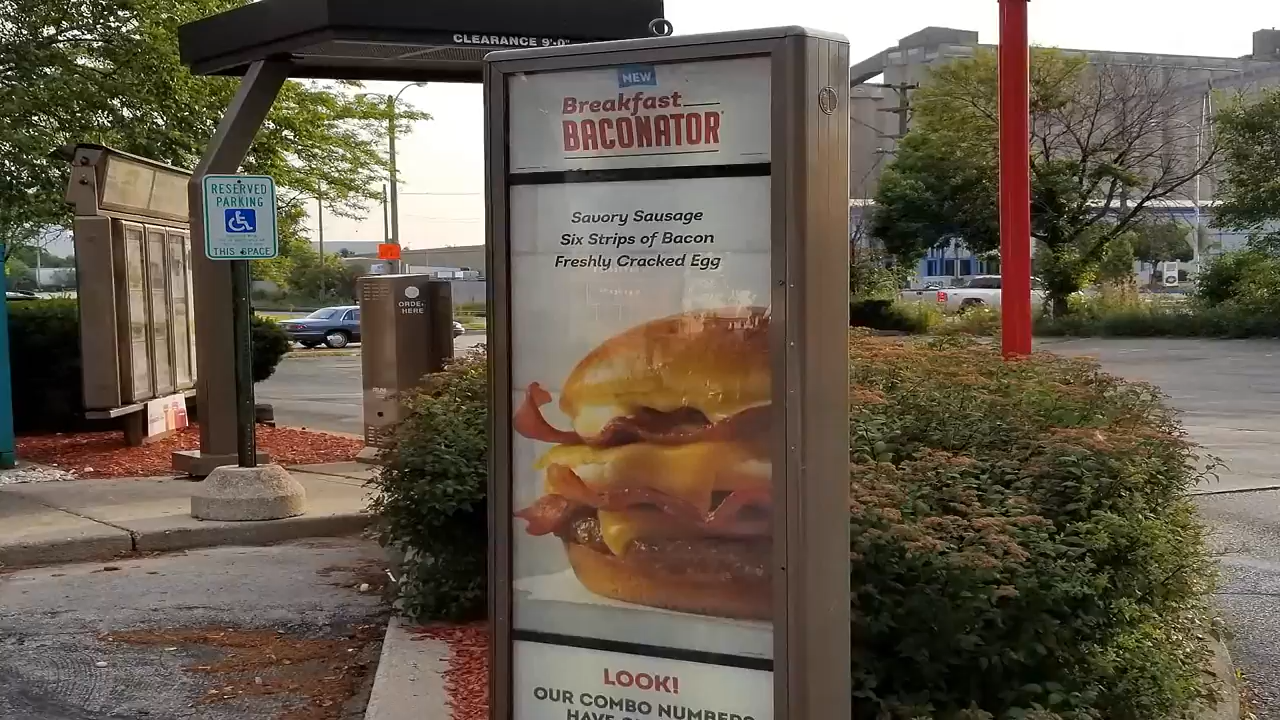 CLEARANCE 9'-0"
NEW
Breakfast
BACONATOR
Savory Sausage
Six Strips of Bacon
Freshly Cracked Egg
LOOK!
OUR COMBO NUMBERS
HAVE
RESERVED
PARKING
THIS SPACE
ORDER
HERE